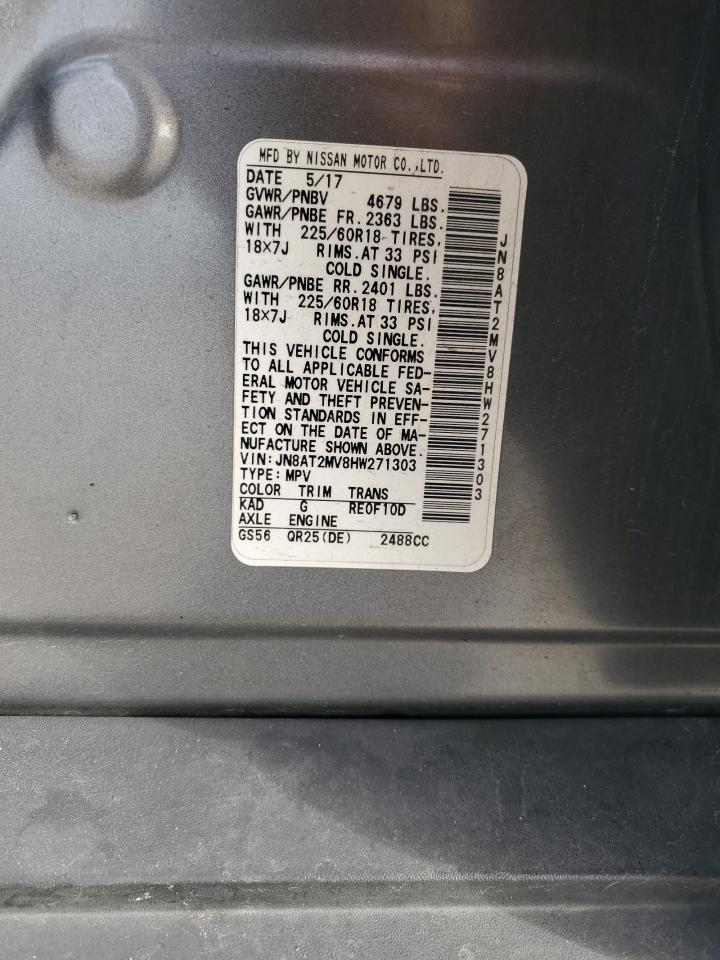 MFD BY NISSAN MOTOR CO.,LTD.
DATE 5/17
GVWR/PNBV 4679 LBS.
GAWR/PNBE FR. 2363 LBS.
WITH 225/60R18 TIRES,
18×7J RIMS.AT 33 PSI
COLD SINGLE.
GAWR/PNBE RR. 2401 LBS.
WITH 225/60R18 TIRES,
18×7J RIMS.AT 33 PSI
COLD SINGLE.
THIS VEHICLE CONFORMS
TO ALL APPLICABLE FED-
ERAL MOTOR VEHICLE SA-
FETY AND THEFT PREVEN-
TION STANDARDS IN EFF-
ECT ON THE DATE OF MA-
NUFACTURE SHOWN ABOVE.
VIN: JN8AT2MV8HW271303
TYPE: MPV
COLOR TRIM TRANS
KAD G RE0F10D
AXLE ENGINE
GS56 QR25(DE) 2488CC
JN8AT2MV8HW271303